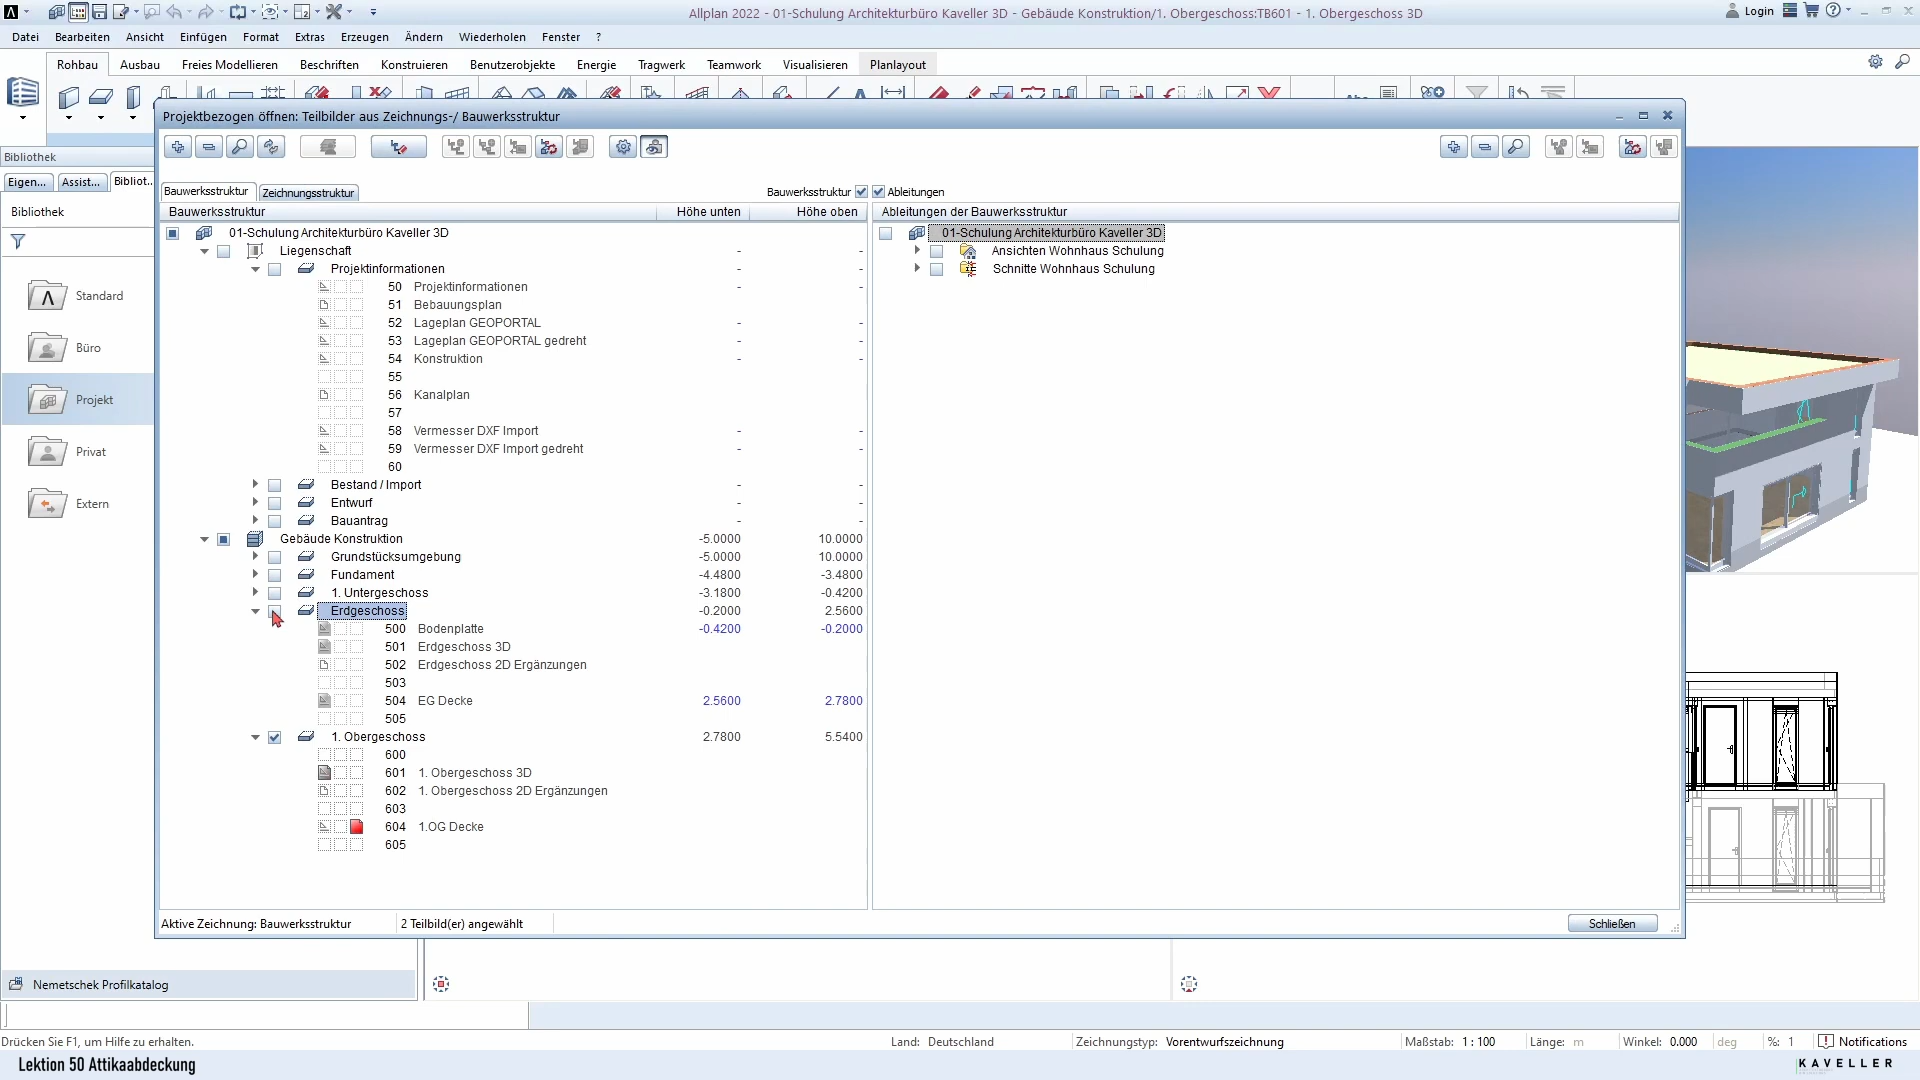 Allplan 2022 - 01-Schulung Architekturbüro Kaveller 3D - Gebäude Konstruktion/1. Obergeschoss:TB601 - 1. Obergeschoss 3D
Login
Datei Bearbeiten Ansicht Einfügen Format Extras Erzeugen Ändern Wiederholen Fenster ?
Rohbau Ausbau Freies Modellieren Beschriften Konstruieren Benutzerobjekte Energie Tragwerk Teamwork Visualisieren Planlayout
Projektbezogen öffnen: Teilbilder aus Zeichnungs-/ Bauwerksstruktur
Bibliothek
Eigen... Assist... Bibliot...
Bibliothek
Standard
Büro
Projekt
Privat
Extern
Nemetschek Profilkatalog
Bauwerksstruktur Zeichnungsstruktur Bauwerksstruktur Ableitungen
Bauwerksstruktur Höhe unten Höhe oben Ableitungen der Bauwerksstruktur
01-Schulung Architekturbüro Kaveller 3D 01-Schulung Architekturbüro Kaveller 3D
Liegenschaft - - Ansichten Wohnhaus Schulung
Projektinformationen - - Schnitte Wohnhaus Schulung
50 Projektinformationen - -
51 Bebauungsplan - -
52 Lageplan GEOPORTAL - -
53 Lageplan GEOPORTAL gedreht - -
54 Konstruktion - -
55
56 Kanalplan - -
57
58 Vermesser DXF Import - -
59 Vermesser DXF Import gedreht - -
60
Bestand / Import - -
Entwurf - -
Bauantrag - -
Gebäude Konstruktion -5.0000 10.0000
Grundstücksumgebung -5.0000 10.0000
Fundament -4.4800 -3.4800
1. Untergeschoss -3.1800 -0.4200
Erdgeschoss -0.2000 2.5600
500 Bodenplatte -0.4200 -0.2000
501 Erdgeschoss 3D
502 Erdgeschoss 2D Ergänzungen
503
504 EG Decke 2.5600 2.7800
505
1. Obergeschoss 2.7800 5.5400
600
601 1. Obergeschoss 3D
602 1. Obergeschoss 2D Ergänzungen
603
604 1.OG Decke
605
Aktive Zeichnung: Bauwerksstruktur 2 Teilbild(er) angewählt Schließen
Drücken Sie F1, um Hilfe zu erhalten. Land: Deutschland Zeichnungstyp: Vorentwurfszeichnung Maßstab: 1 : 100 Länge: m Winkel: 0.000 deg %: 1 Notifications
Lektion 50 Attikaabdeckung KAVELLER